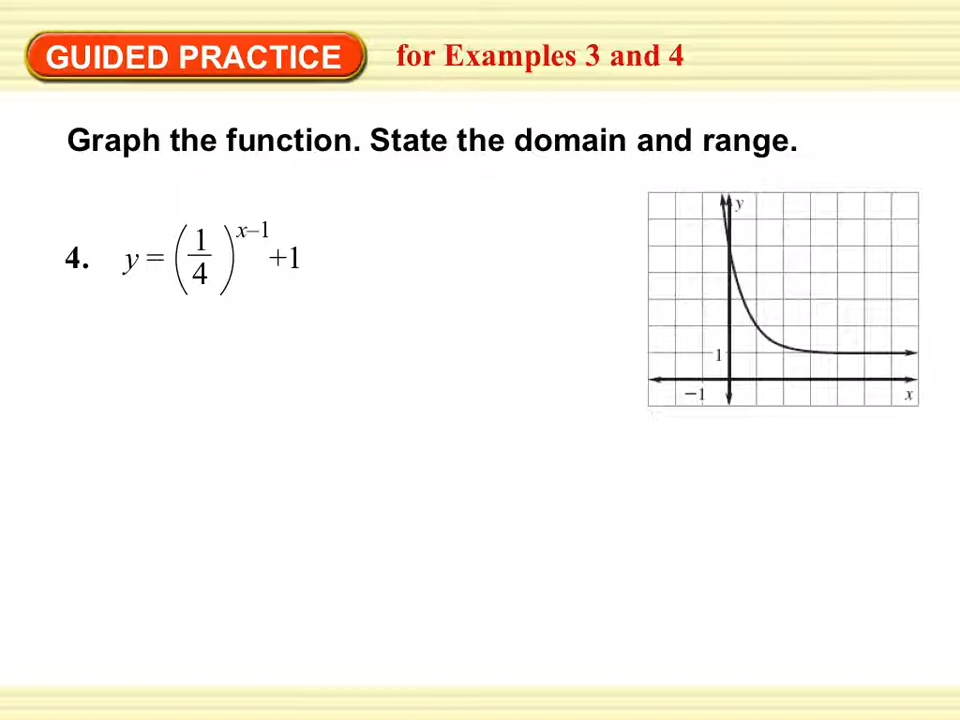 GUIDED PRACTICE for Examples 3 and 4
Graph the function. State the domain and range.
4. y = (1/4)^x–1 +1
y
1
–1 x